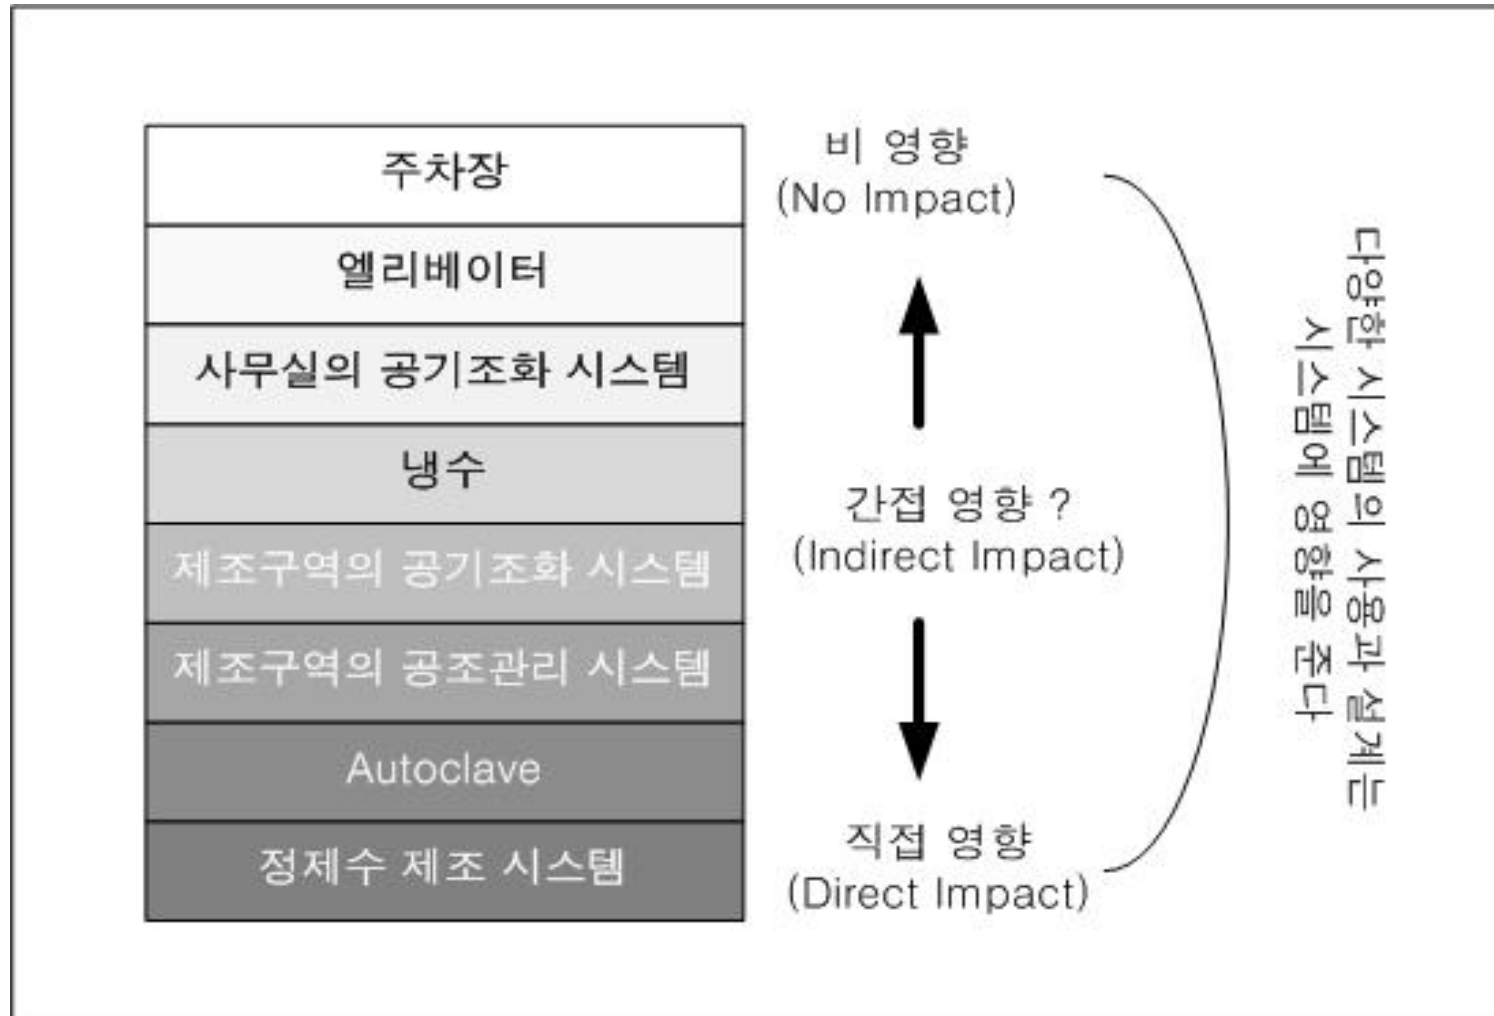 주차장
엘리베이터
사무실의 공기조화 시스템
냉수
제조구역의 공기조화 시스템
제조구역의 공조관리 시스템
Autoclave
정제수 제조 시스템
비 영향
(No Impact)
간접 영향 ?
(Indirect Impact)
직접 영향
(Direct Impact)
다양한 시스템의 사용과 설계는
시스템에 영향을 준다